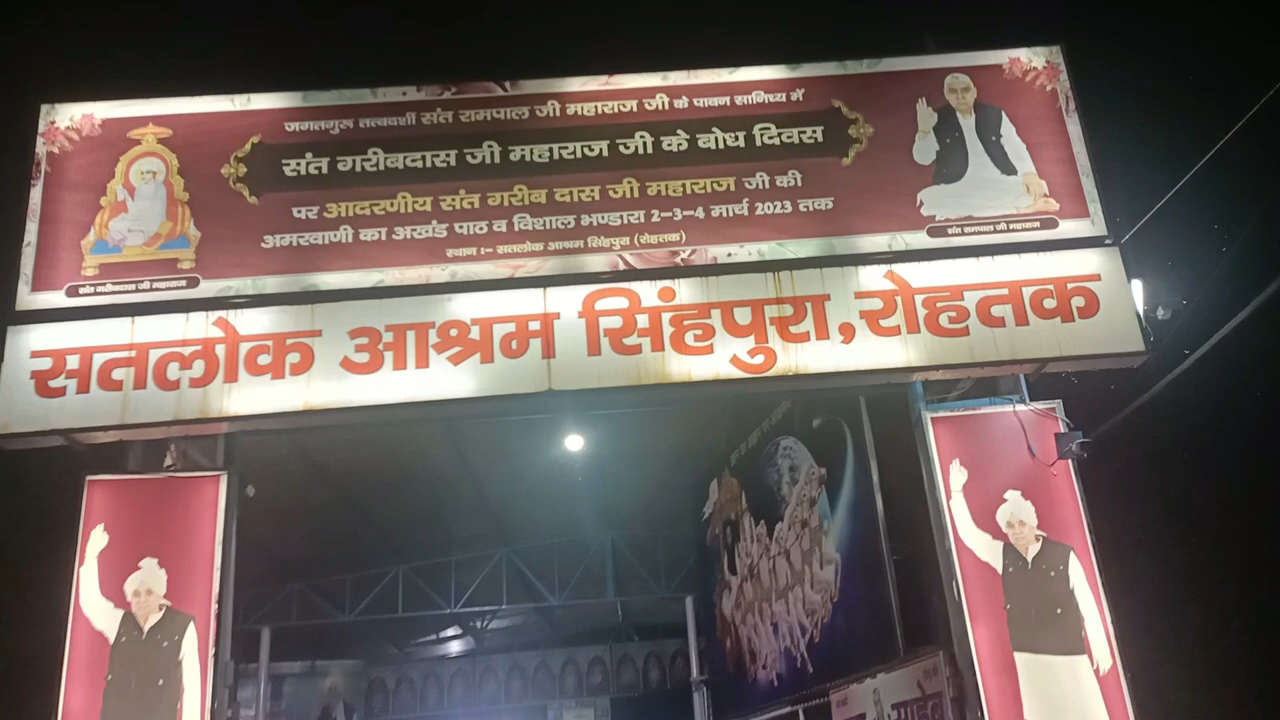 जगतगुरु तत्वदर्शी संत रामपाल जी महाराज जी के पावन सानिध्य में
संत गरीबदास जी महाराज जी के बोध दिवस
पर आदरणीय संत गरीब दास जी महाराज जी की
अमरवाणी का अखंड पाठ व विशाल भण्डारा 2-3-4 मार्च 2023 तक
स्थान :- सतलोक आश्रम सिंहपुरा (रोहतक)
संत गरीबदास जी महाराज
संत रामपाल जी महाराज
सतलोक आश्रम सिंहपुरा, रोहतक
साहेब